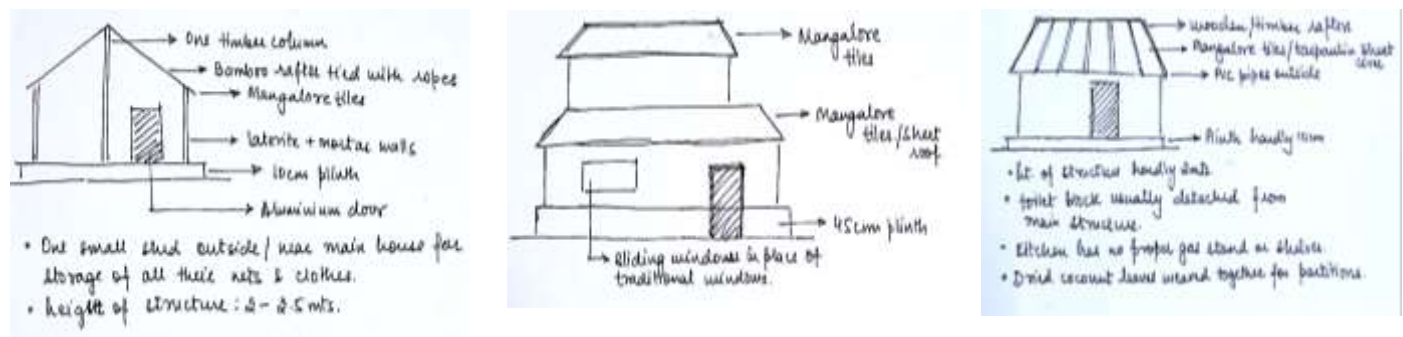 One timber column
Bamboo rafter tied with ropes
Mangalore tiles
laterite + mortar walls
10cm plinth
Aluminium door
• One small shed outside/near main house for
storage of all their nets & clothes.
• height of structure : 2 - 2.5 mts.
Mangalore
tiles
Mangalore
tiles/sheet
roof
45cm plinth
Sliding windows in place of
traditional windows.
wooden/timber rafters
Mangalore tiles/tarpaulin sheet
Pvc pipes outside
Plinth hardly 10cm
• ht. of structure hardly 2mts
• toilet block usually detached from
main structure.
• kitchen has no proper gas stand or shelves.
• Dried coconut leaves weaved together for partitions.